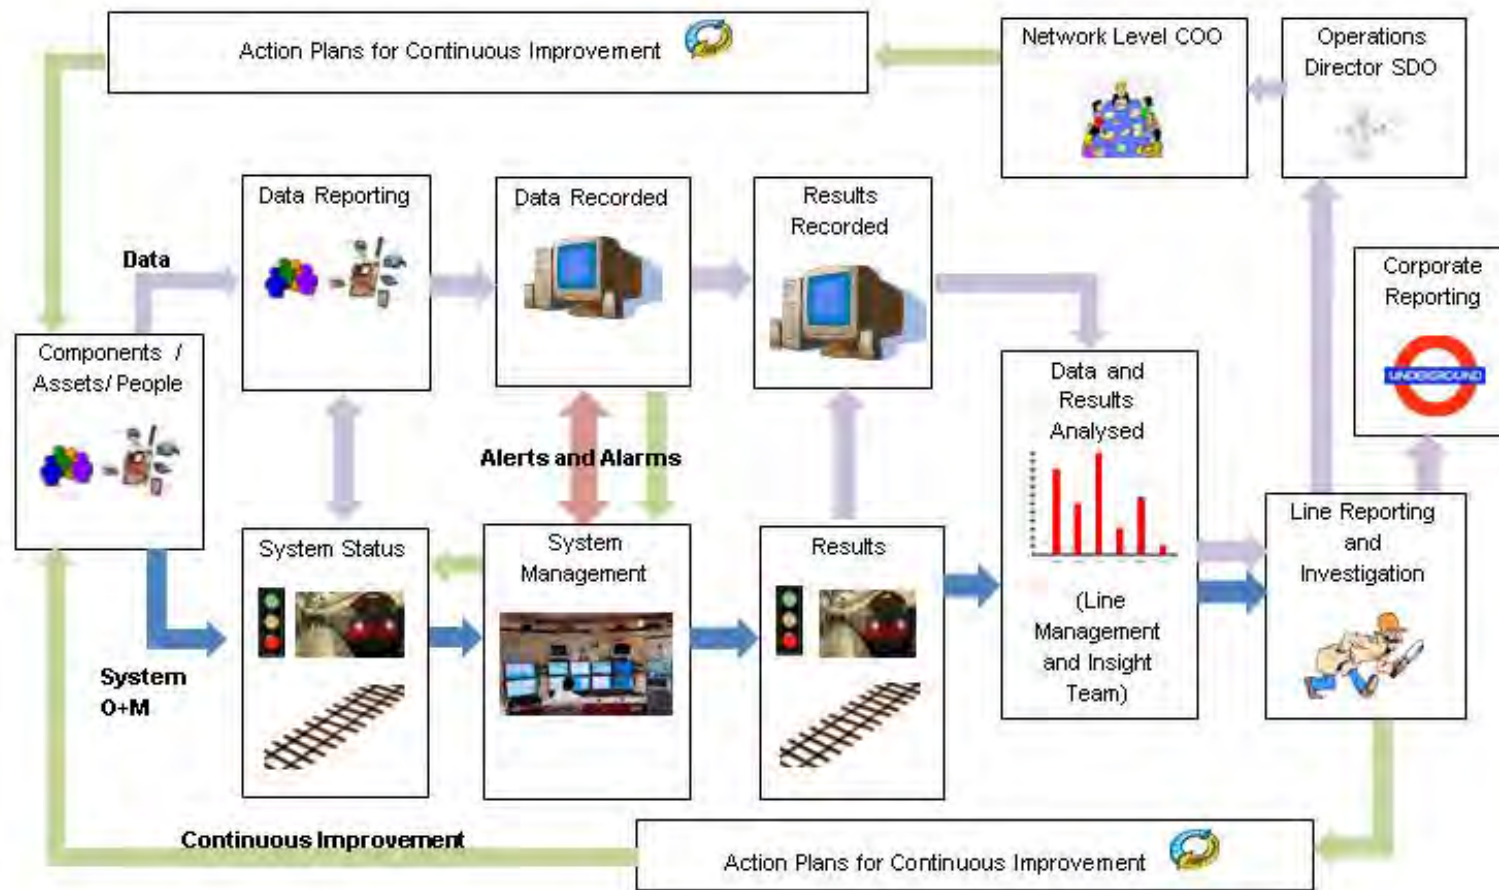 Action Plans for Continuous Improvement
Network Level COO
Operations
Director SDO
Data Reporting
Data Recorded
Results
Recorded
Data
Corporate
Reporting
UNDERGROUND
Components /
Assets/ People
Data and
Results
Analysed
Alerts and Alarms
System Status
System
Management
Results
Line Reporting
and
Investigation
(Line
Management
and Insight
Team)
System
O+M
Continuous Improvement
Action Plans for Continuous Improvement